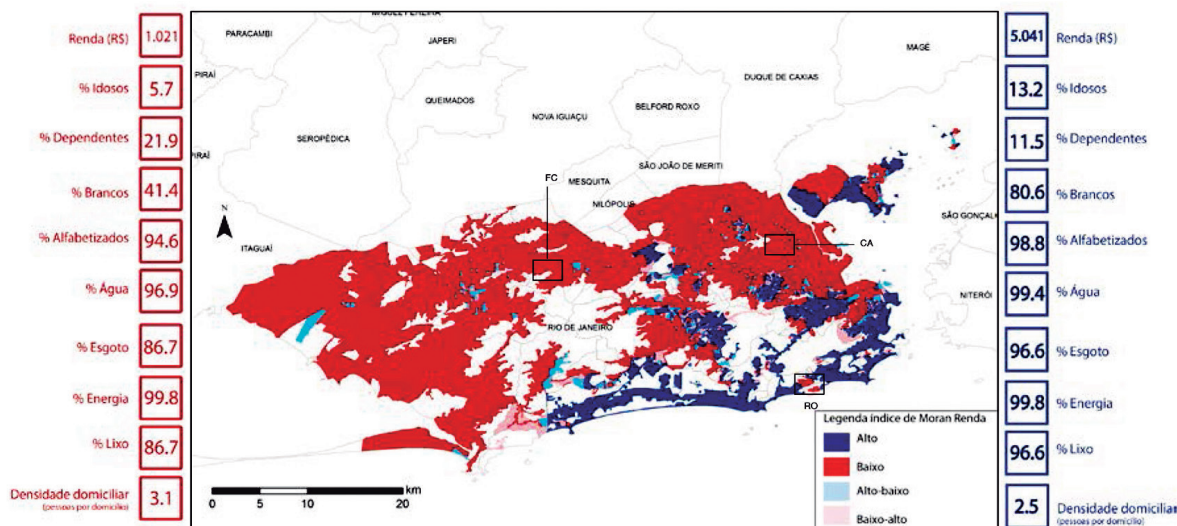 MIGUEL PEREIRA
PARACAMBI
JAPERI
MAGÉ
PIRAÍ
DUQUE DE CAXIAS
QUEIMADOS
BELFORD ROXO
NOVA IGUAÇU
SEROPÉDICA
PIRAÍ
SÃO JOÃO DE MERITI
FC
MESQUITA
NILÓPOLIS
SÃO GONÇALO
N
ITAGUAÍ
CA
NITERÓI
RIO DE JANEIRO
RO
km
0 5 10 20
Renda (R$) 1.021
% Idosos 5.7
% Dependentes 21.9
% Brancos 41.4
% Alfabetizados 94.6
% Água 96.9
% Esgoto 86.7
% Energia 99.8
% Lixo 86.7
Densidade domiciliar 3.1
(pessoas por domicílio)
5.041 Renda (R$)
13.2 % Idosos
11.5 % Dependentes
80.6 % Brancos
98.8 % Alfabetizados
99.4 % Água
96.6 % Esgoto
99.8 % Energia
96.6 % Lixo
2.5 Densidade domiciliar
(pessoas por domicílio)
Legenda índice de Moran Renda
Alto
Baixo
Alto-baixo
Baixo-alto